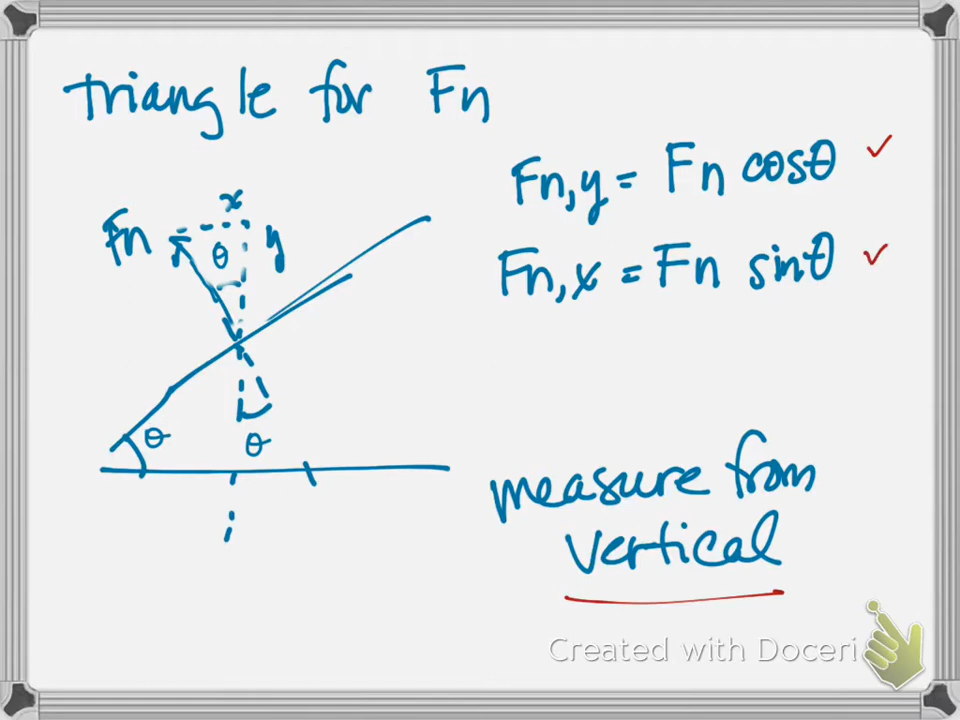 triangle for Fn
Fn,y = Fn cosθ ✓
Fn,x = Fn sinθ ✓
x
Fn
θ
y
θ
θ
measure from
vertical
Created with Doceri